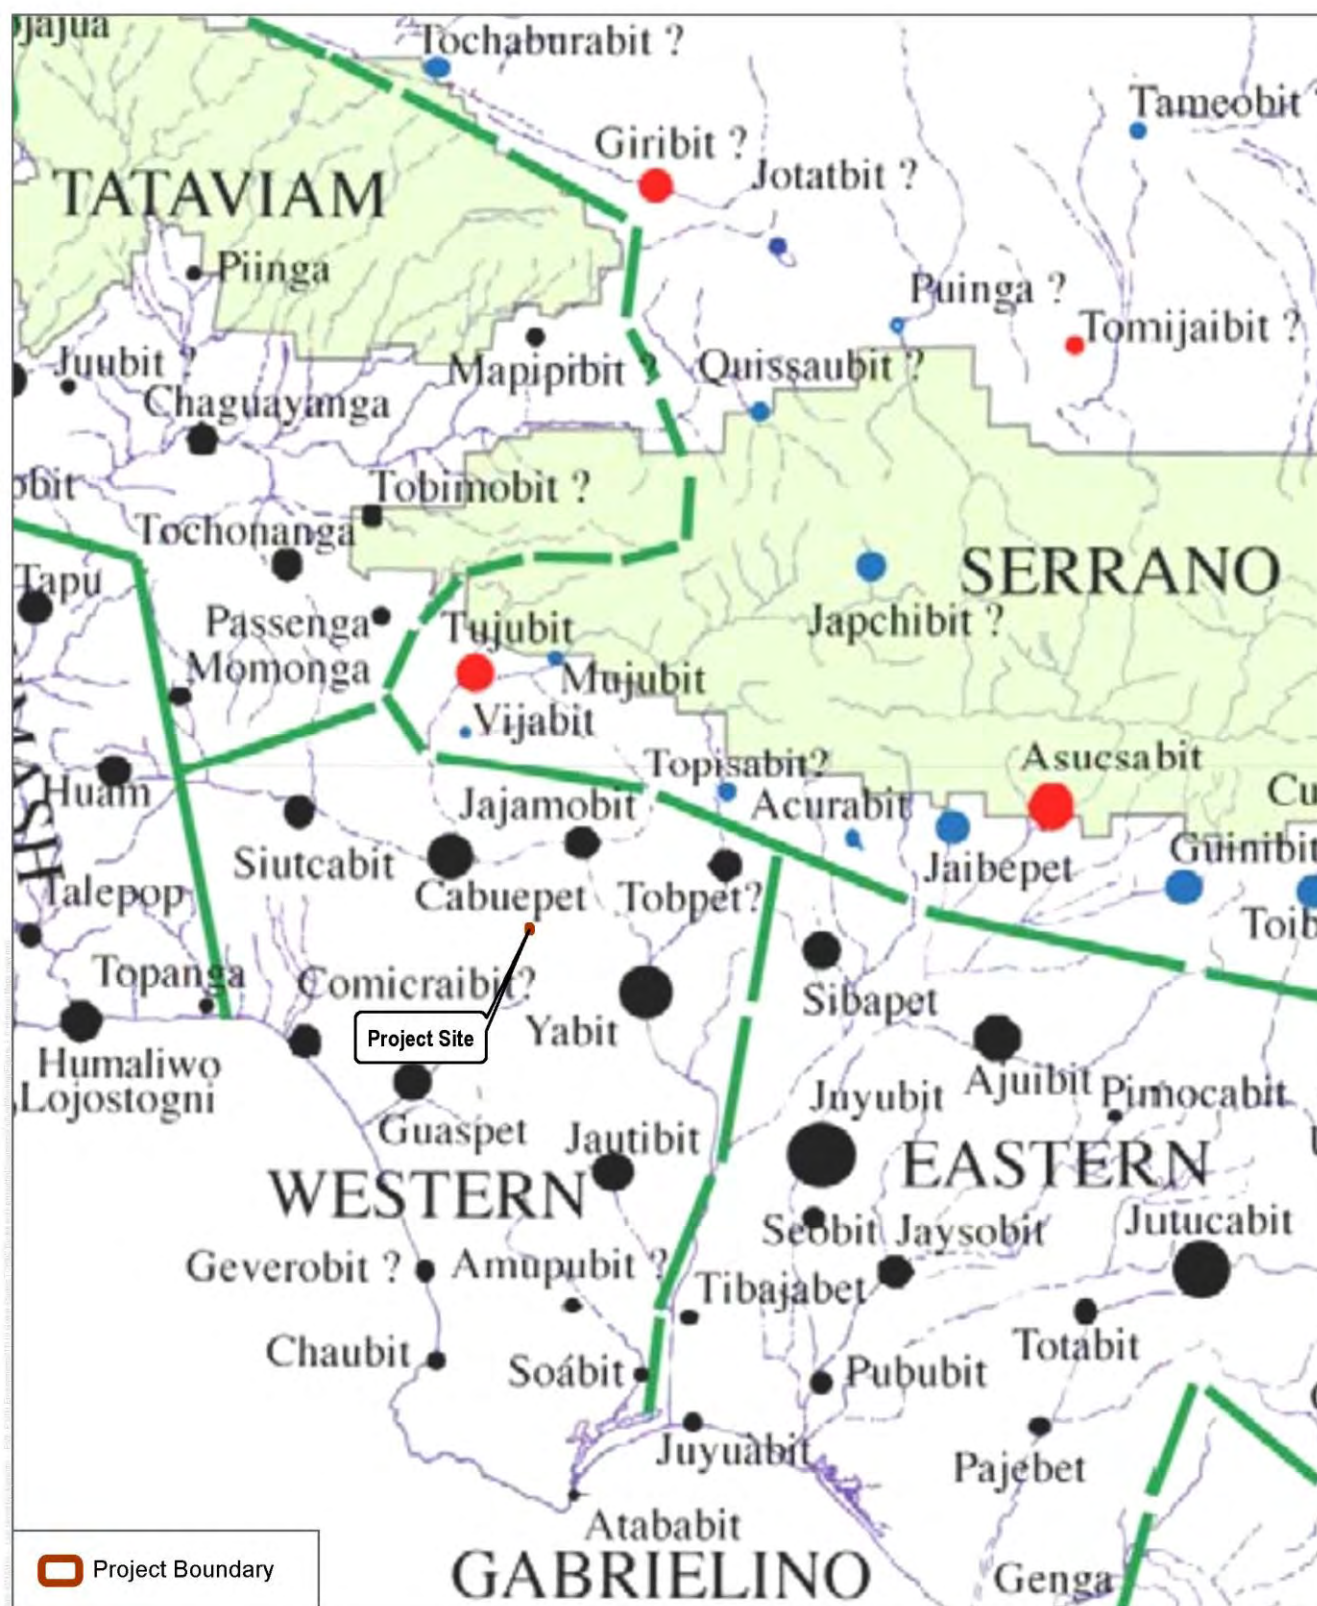 Tochaburabit ?
Tameobit
Giribit ?
Jotatbit ?
TATAVIAM
Piinga
Puinga ?
Tomijaibit ?
Juubit ?
Mapipibit ?
Quissaubit ?
Chaguayanga
Tobimobit ?
Tochonanga
SERRANO
Tapu
Passenga
Tujubit
Japchibit ?
Momonga
Mujubit
Vijabit
Topisabit?
Asucsabit
Huam
Jajamobit
Acurabit
Cu
Siutcabit
Guinibit
Talepop
Cabuepet
Tobpet?
Jaibepet
Toib
Topanga
Comicraibit?
Sibapet
Project Site
Yabit
Humaliwo
Lojostogni
Ajuibit
Pimocabit
Juyubit
Guaspet
Jautibit
EASTERN
WESTERN
Seobit
Jaysobit
Jutucabit
Geverobit ?
Amupubit ?
Tibajabet
Chaubit
Soábit
Pububit
Totabit
Juyuabit
Pajebet
Atababit
GABRIELINO
Project Boundary
Genga